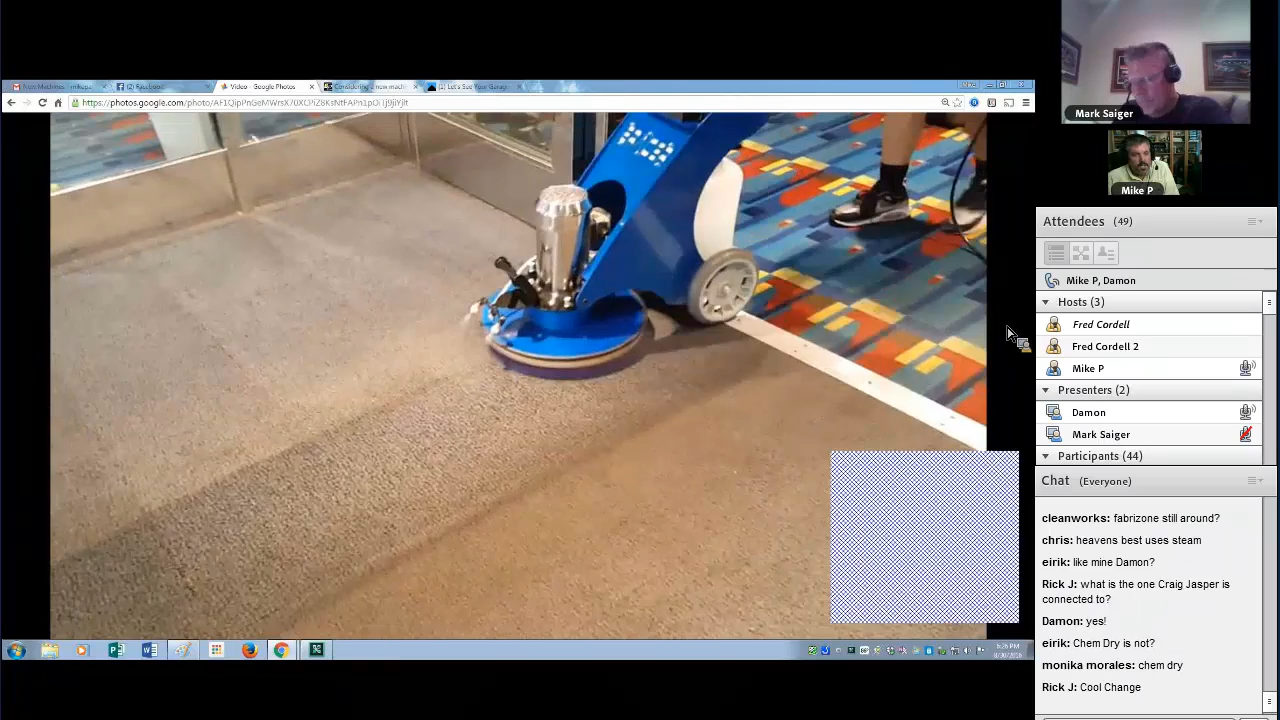 Video - Google Photos
Mark Saiger
Mike P
Attendees (49)
Mike P, Damon
Hosts (3)
Fred Cordell
Fred Cordell 2
Mike P
Presenters (2)
Damon
Mark Saiger
Participants (44)
Chat (Everyone)
cleanworks: fabrizone still around?
chris: heavens best uses steam
eirik: like mine Damon?
Rick J: what is the one Craig Jasper is
connected to?
Damon: yes!
eirik: Chem Dry is not?
monika morales: chem dry
Rick J: Cool Change